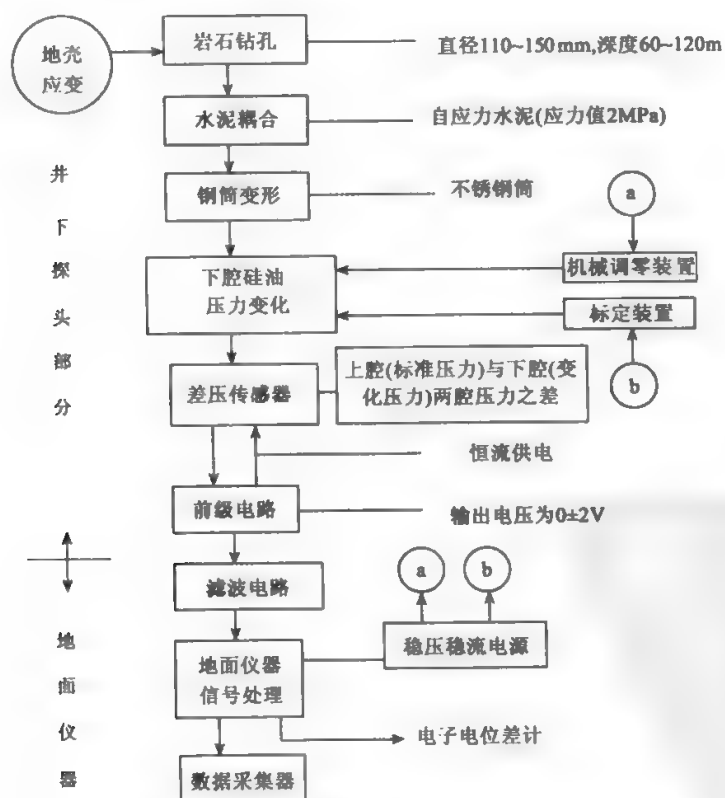 地壳
应变
岩石钻孔
直径110~150mm,深度60~120m
水泥耦合
自应力水泥(应力值2MPa)
井下探头部分
钢筒变形
不锈钢筒
a
下腔硅油
压力变化
机械调零装置
标定装置
b
差压传感器
上腔(标准压力)与下腔(变
化压力)两腔压力之差
恒流供电
前级电路
输出电压为0±2V
滤波电路
a
b
地面仪器
地面仪器
信号处理
稳压稳流电源
电子电位差计
数据采集器